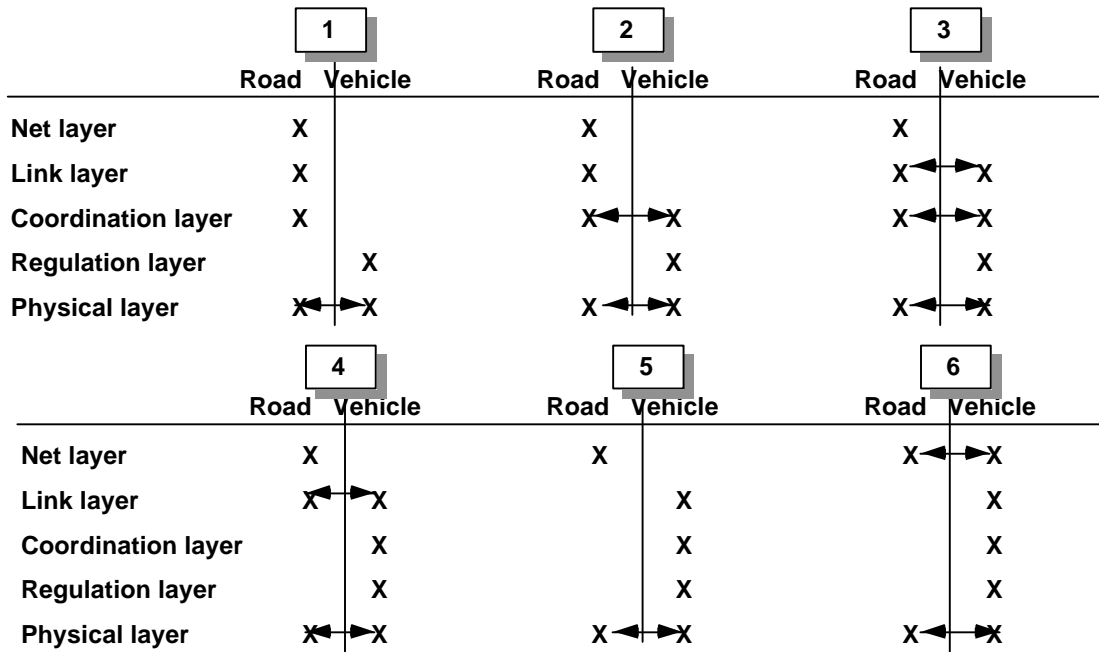 1 2 3
Road Vehicle Road Vehicle Road Vehicle
Net layer X X X
Link layer X X X X
Coordination layer X X X X X
Regulation layer X X X
Physical layer X X X X X X
4 5 6
Road Vehicle Road Vehicle Road Vehicle
Net layer X X X X
Link layer X X X X
Coordination layer X X X
Regulation layer X X X
Physical layer X X X X X X